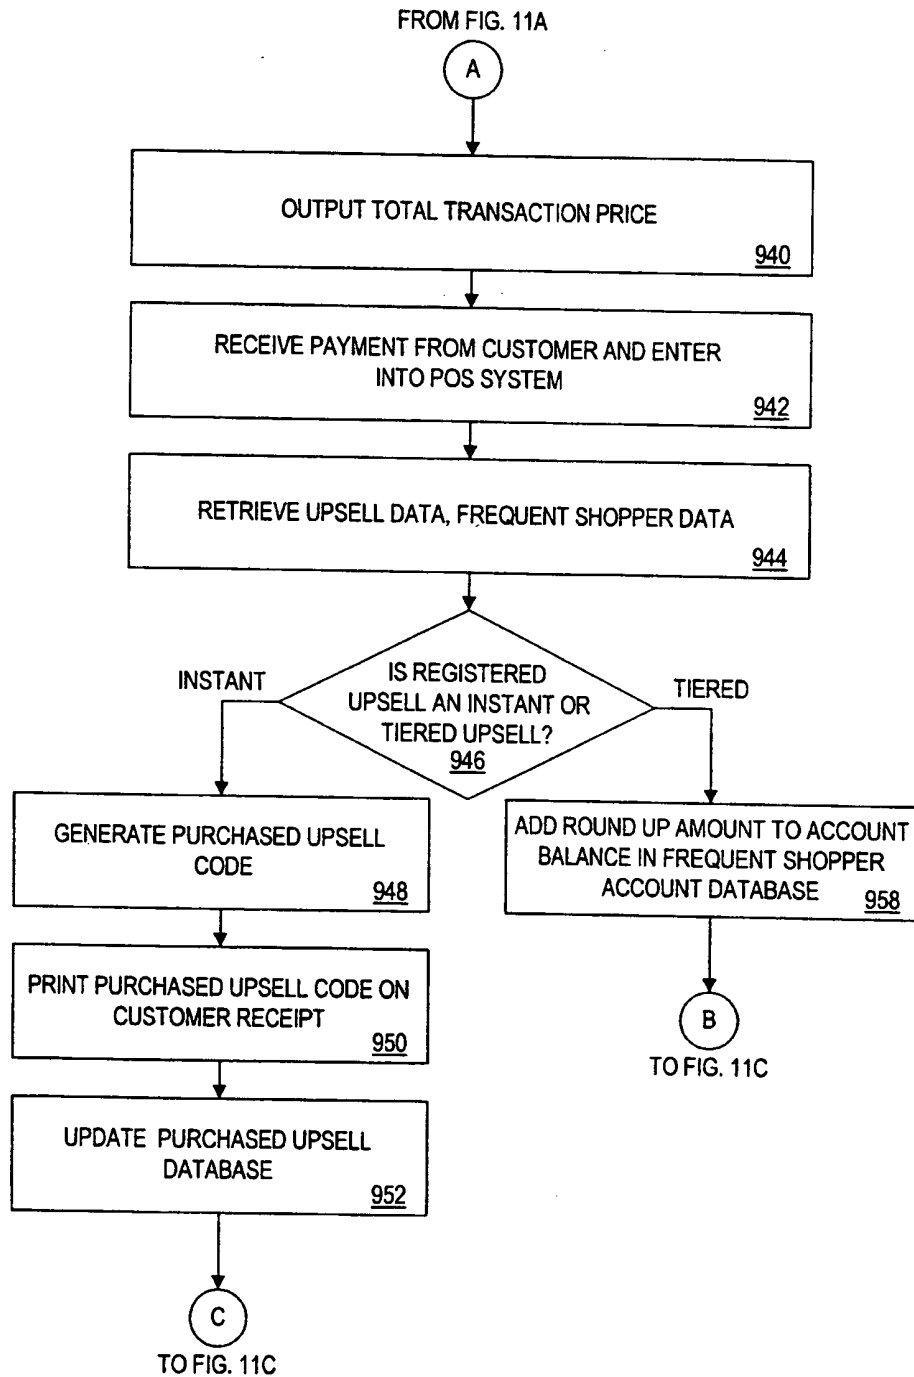 FROM FIG. 11A
A
OUTPUT TOTAL TRANSACTION PRICE
940
RECEIVE PAYMENT FROM CUSTOMER AND ENTER
INTO POS SYSTEM
942
RETRIEVE UPSELL DATA, FREQUENT SHOPPER DATA
944
IS REGISTERED
UPSELL AN INSTANT OR
TIERED UPSELL?
946
INSTANT
TIERED
GENERATE PURCHASED UPSELL
CODE
948
PRINT PURCHASED UPSELL CODE ON
CUSTOMER RECEIPT
950
UPDATE PURCHASED UPSELL
DATABASE
952
C
TO FIG. 11C
ADD ROUND UP AMOUNT TO ACCOUNT
BALANCE IN FREQUENT SHOPPER
ACCOUNT DATABASE
958
B
TO FIG. 11C